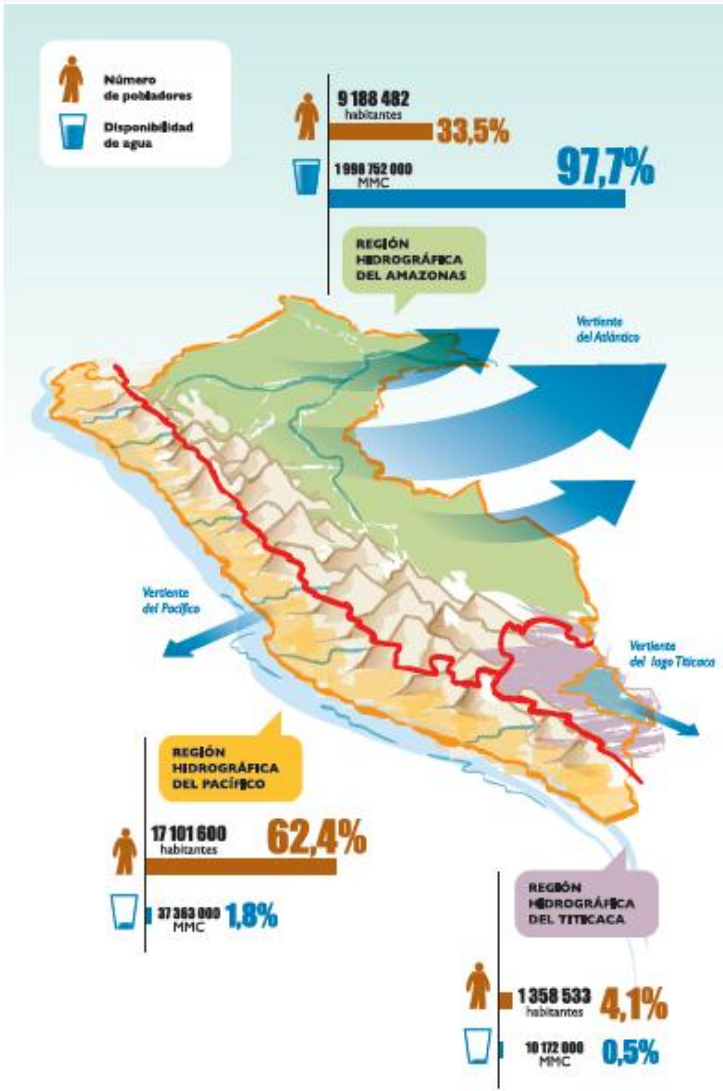 Número
de pobladores
Disponibilidad
de agua
9 188 482
habitantes
33,5%
1 998 752 000
MMC
97,7%
REGIÓN
HIDROGRÁFICA
DEL AMAZONAS
Vertiente
del Atlántico
Vertiente
del Pacífico
Vertiente
del lago Titicaca
REGIÓN
HIDROGRÁFICA
DEL PACÍFICO
17 101 600
habitantes
62,4%
37 363 000
MMC
1,8%
REGIÓN
HIDROGRÁFICA
DEL TITICACA
1 358 533
habitantes
4,1%
10 172 000
MMC
0,5%